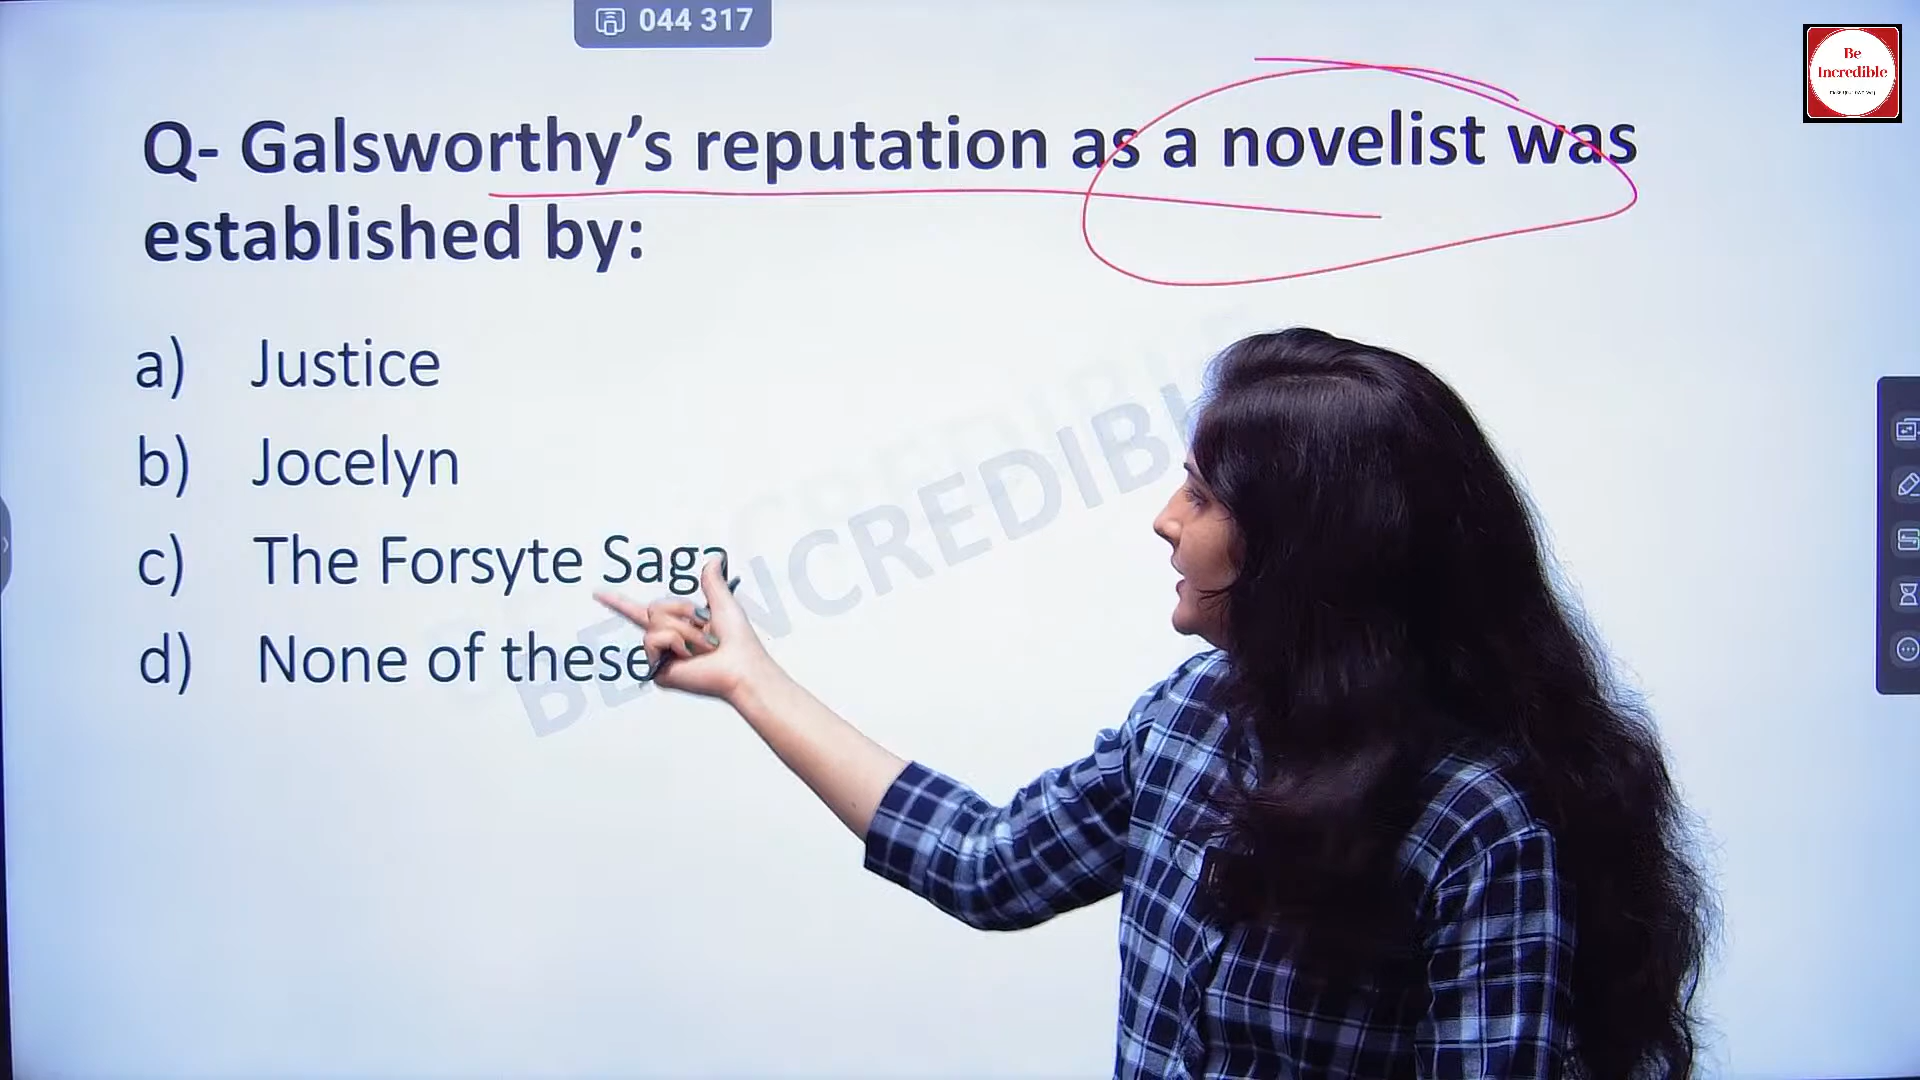 044 317
Be
Incredible
Q- Galsworthy’s reputation as a novelist was
established by:
a) Justice
b) Jocelyn
c) The Forsyte Saga
d) None of these
BE INCREDIBL